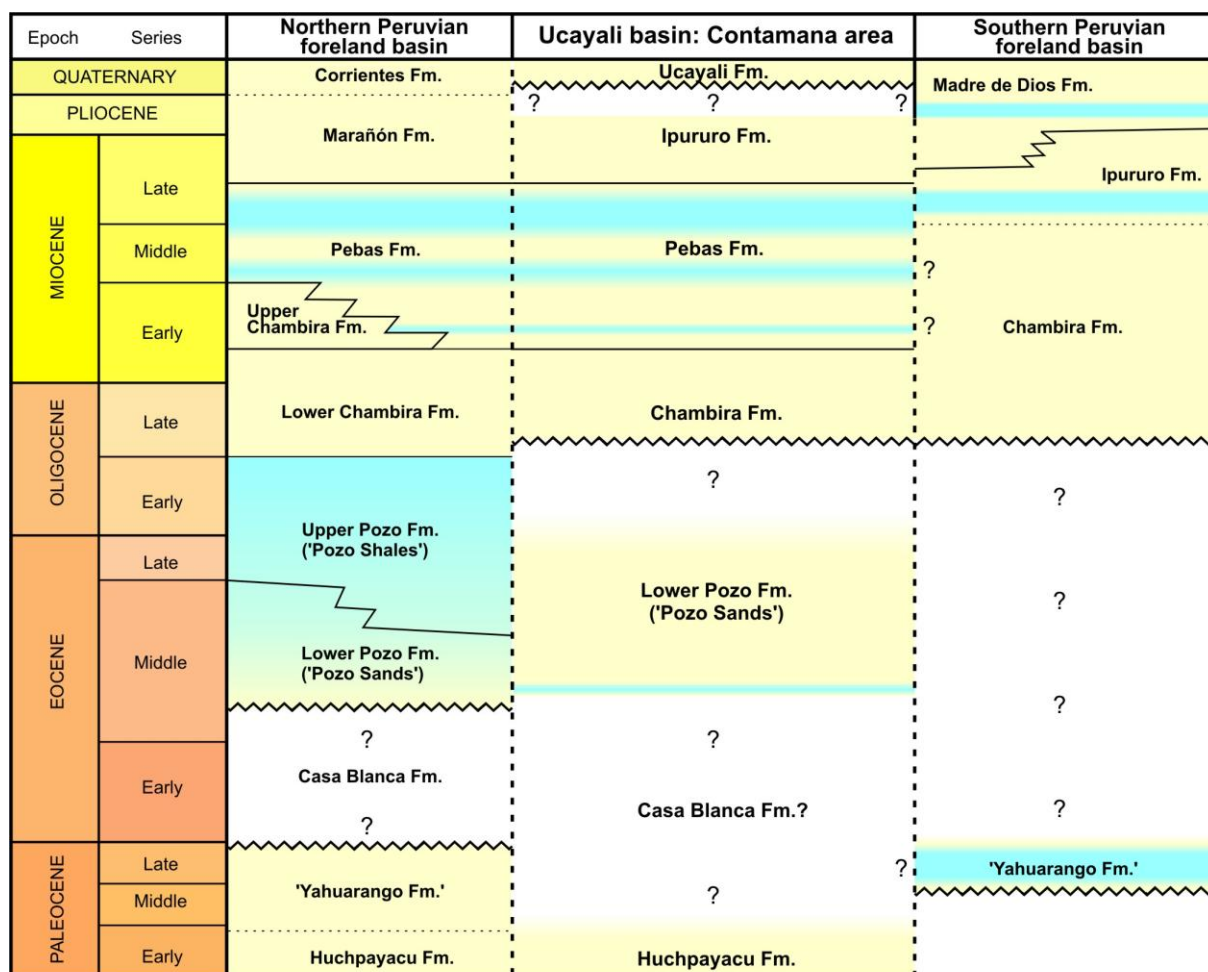 Epoch
Series
Northern Peruvian
foreland basin
Ucayali basin: Contamana area
Southern Peruvian
foreland basin
QUATERNARY
Corrientes Fm.
Ucayali Fm.
Madre de Dios Fm.
PLIOCENE
?
?
?
Marañón Fm.
Ipururo Fm.
MIOCENE
Late
Ipururo Fm.
Middle
Pebas Fm.
Pebas Fm.
?
Early
Upper
Chambira Fm.
?
Chambira Fm.
OLIGOCENE
Late
Lower Chambira Fm.
Chambira Fm.
?
?
Early
Upper Pozo Fm.
('Pozo Shales')
EOCENE
Late
Lower Pozo Fm.
('Pozo Sands')
?
Middle
Lower Pozo Fm.
('Pozo Sands')
?
?
?
Early
Casa Blanca Fm.
Casa Blanca Fm.?
?
?
PALEOCENE
Late
?
'Yahuarango Fm.'
Middle
'Yahuarango Fm.'
?
Early
Huchpayacu Fm.
Huchpayacu Fm.